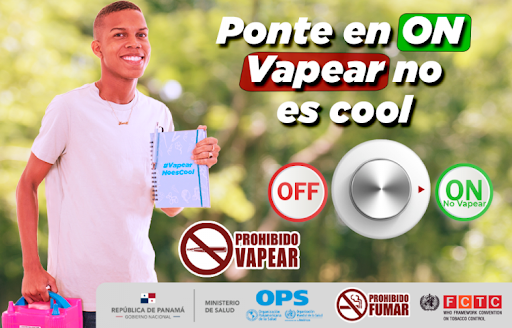 Ponte en ON
Vapear no
es cool
#Vapear
NoesCool
OFF
ON
No Vapear
PROHIBIDO
VAPEAR
REPÚBLICA DE PANAMÁ
GOBIERNO NACIONAL
MINISTERIO
DE SALUD
OPS
PROHIBIDO
FUMAR
FCTC
WHO FRAMEWORK CONVENTION
ON TOBACCO CONTROL